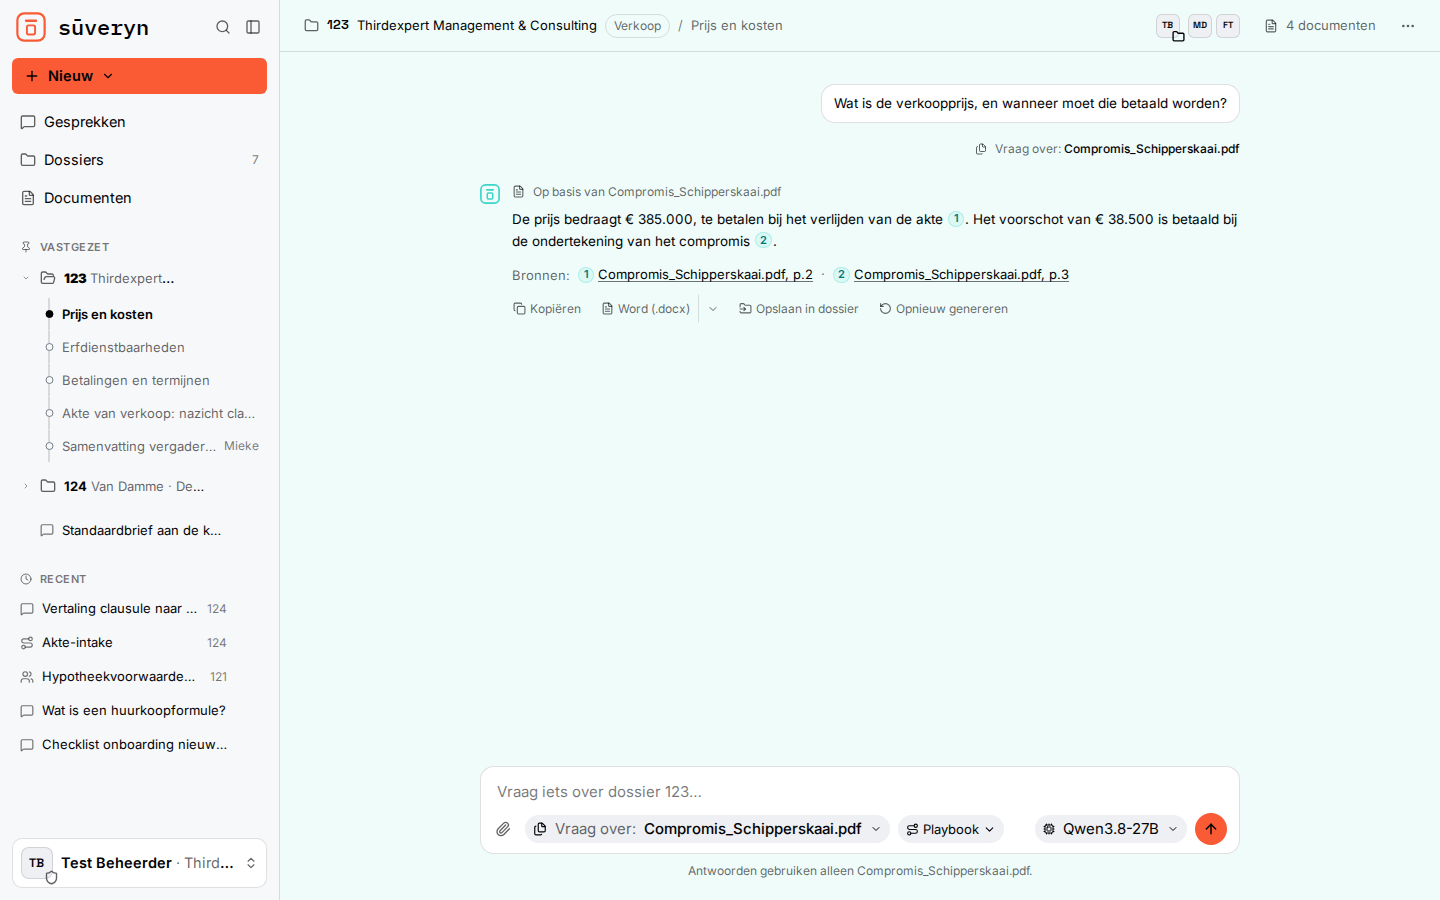 sūveryn
Nieuw
Gesprekken
Dossiers 7
Documenten
VASTGEZET
123 Thirdexpert...
Prijs en kosten
Erfdienstbaarheden
Betalingen en termijnen
Akte van verkoop: nazicht cla...
Samenvatting vergader... Mieke
124 Van Damme · De...
Standaardbrief aan de k...
RECENT
Vertaling clausule naar ... 124
Akte-intake 124
Hypotheekvoorwaarde... 121
Wat is een huurkoopformule?
Checklist onboarding nieuw...
TB Test Beheerder · Third...
123 Thirdexpert Management & Consulting Verkoop / Prijs en kosten
TB MD FT 4 documenten
Wat is de verkoopprijs, en wanneer moet die betaald worden?
Vraag over: Compromis_Schipperskaai.pdf
Op basis van Compromis_Schipperskaai.pdf
De prijs bedraagt € 385.000, te betalen bij het verlijden van de akte 1. Het voorschot van € 38.500 is betaald bij
de ondertekening van het compromis 2.
Bronnen: 1 Compromis_Schipperskaai.pdf, p.2 · 2 Compromis_Schipperskaai.pdf, p.3
Kopiëren Word (.docx) Opslaan in dossier Opnieuw genereren
Vraag iets over dossier 123...
Vraag over: Compromis_Schipperskaai.pdf Playbook Qwen3.8-27B
Antwoorden gebruiken alleen Compromis_Schipperskaai.pdf.